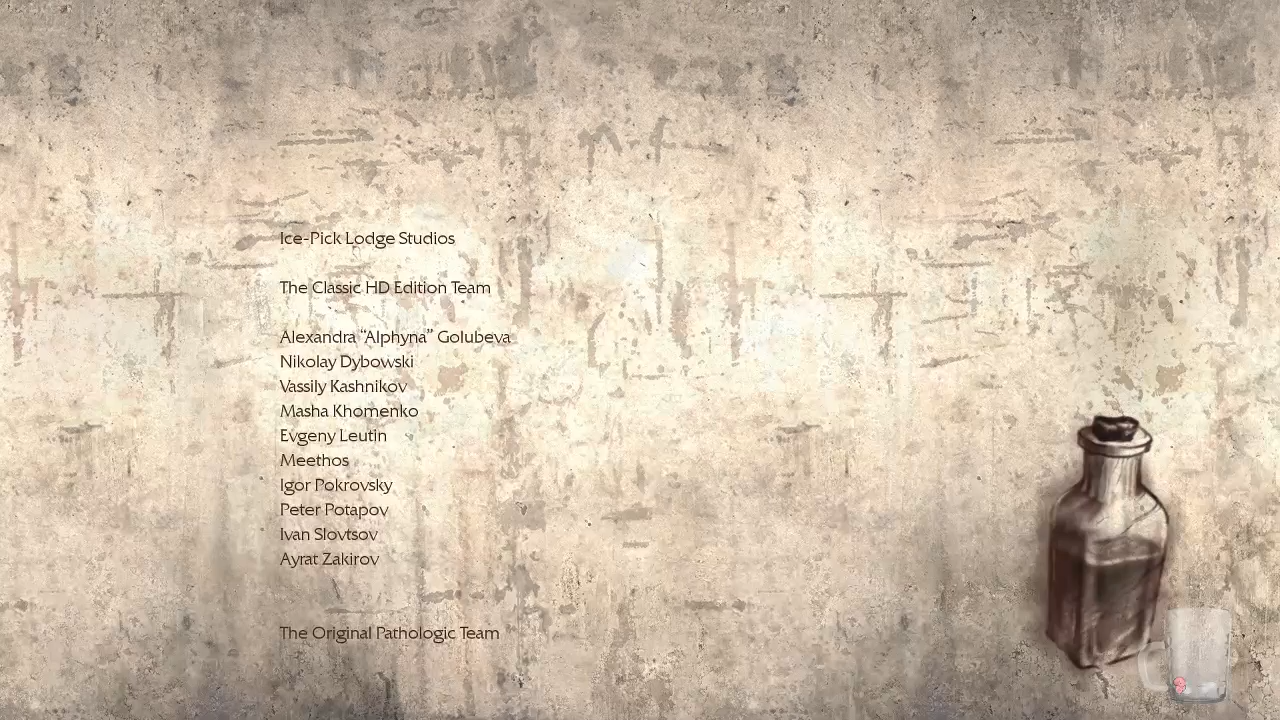 Ice-Pick Lodge Studios
The Classic HD Edition Team
Alexandra “Alphyna” Golubeva
Nikolay Dybowski
Vassily Kashnikov
Masha Khomenko
Evgeny Leutin
Meethos
Igor Pokrovsky
Peter Potapov
Ivan Slovtsov
Ayrat Zakirov
The Original Pathologic Team